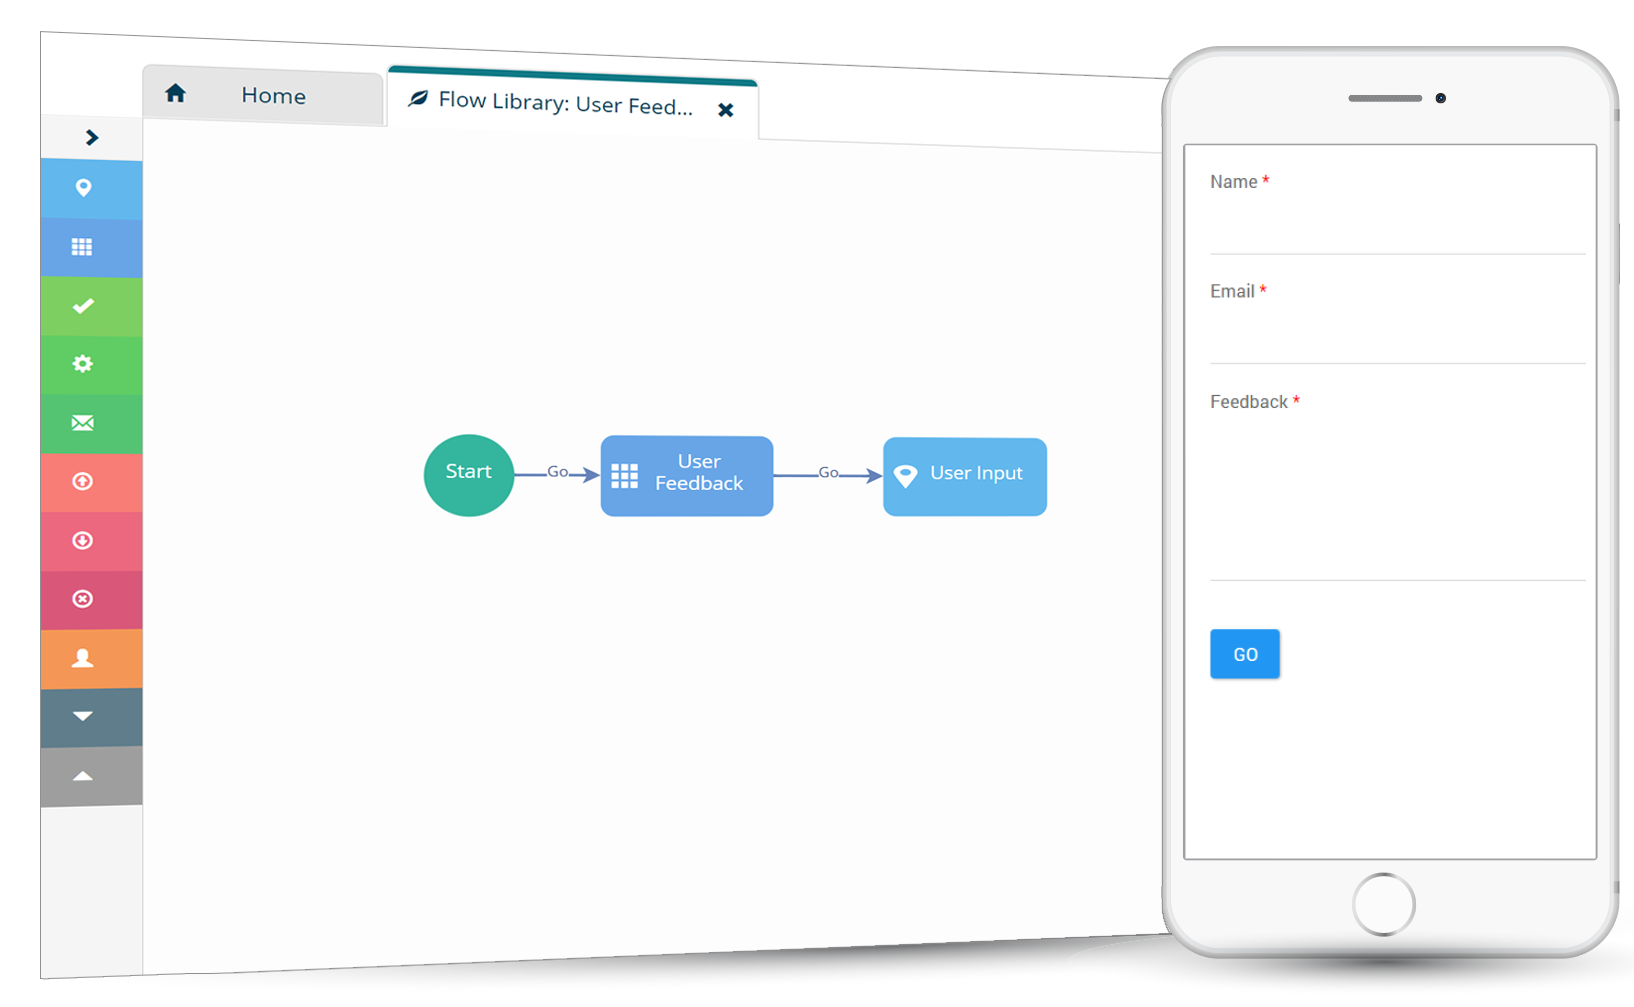 Home
Flow Library: User Feed...
Start
Go
User
Feedback
Go
User Input
Name *
Email *
Feedback *
GO